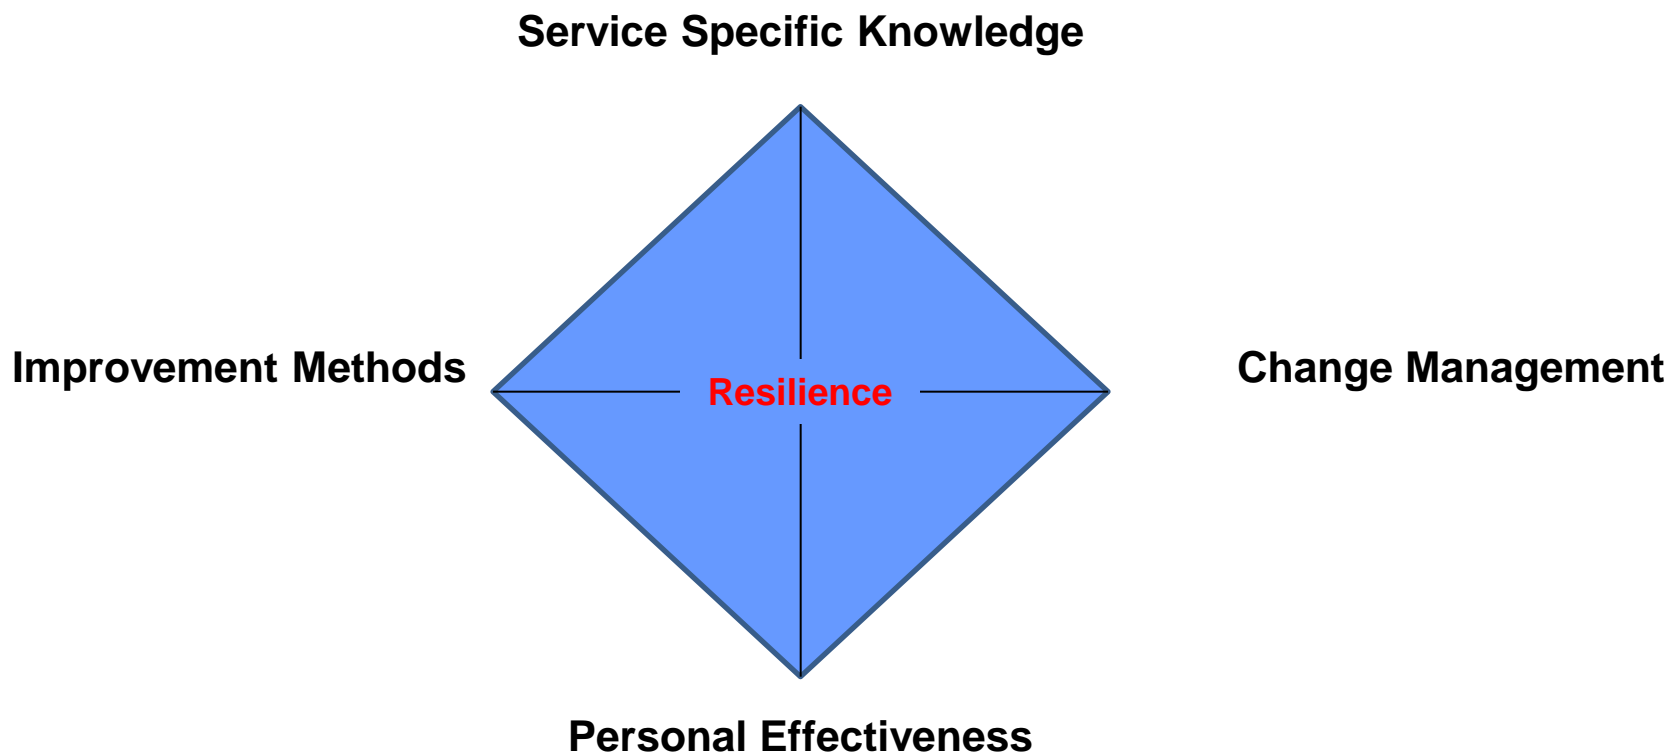 Service Specific Knowledge
Improvement Methods
Resilience
Change Management
Personal Effectiveness